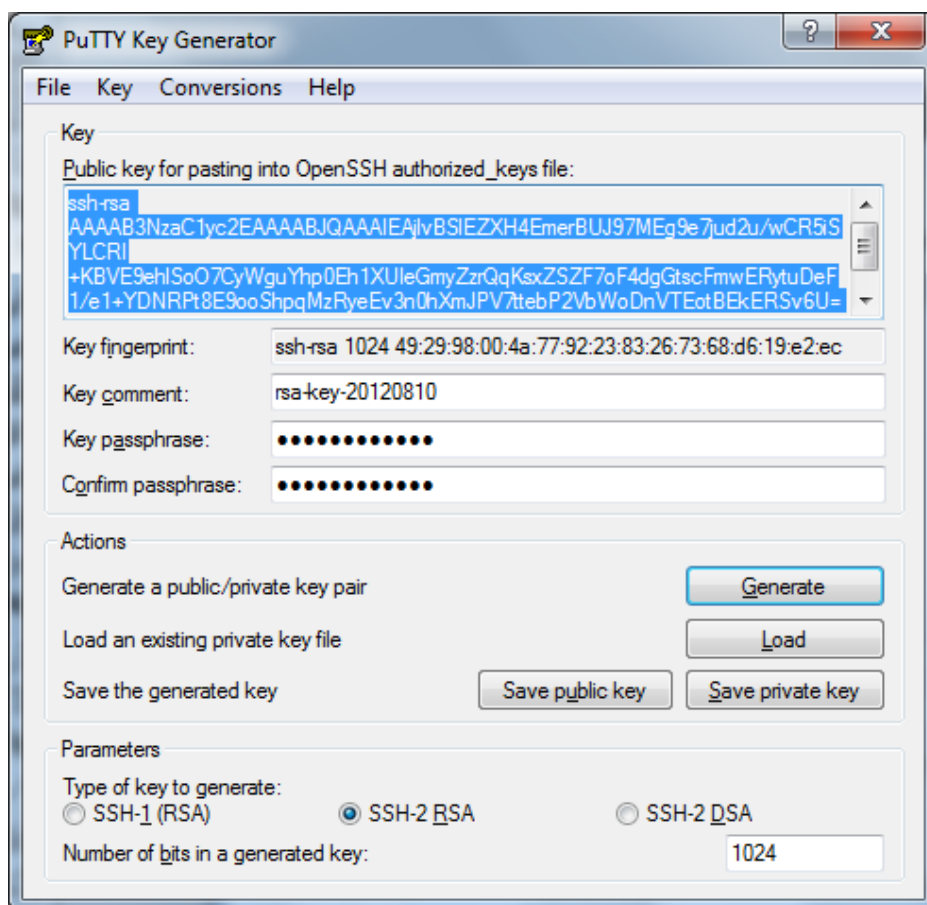 PuTTY Key Generator
File Key Conversions Help
Key
Public key for pasting into OpenSSH authorized_keys file:
ssh-rsa
AAAAB3NzaC1yc2EAAAABJQAAAIEAjlvBSIEZXH4EmerBUJ97MEg9e7jud2u/wCR5iS
YLCRI
+KBVE9ehlSoO7CyWguYhp0Eh1XUIeGmyZzrQqKsxZSZF7oF4dgGtscFmwERytuDeF
1/e1+YDNRPt8E9ooShpqMzRyeEv3n0hXmJPV7ttebP2VbWoDnVTEotBEkERSv6U=
Key fingerprint: ssh-rsa 1024 49:29:98:00:4a:77:92:23:83:26:73:68:d6:19:e2:ec
Key comment: rsa-key-20120810
Key passphrase: ●●●●●●●●●●●●
Confirm passphrase: ●●●●●●●●●●●●
Actions
Generate a public/private key pair Generate
Load an existing private key file Load
Save the generated key Save public key Save private key
Parameters
Type of key to generate:
SSH-1 (RSA) SSH-2 RSA SSH-2 DSA
Number of bits in a generated key: 1024